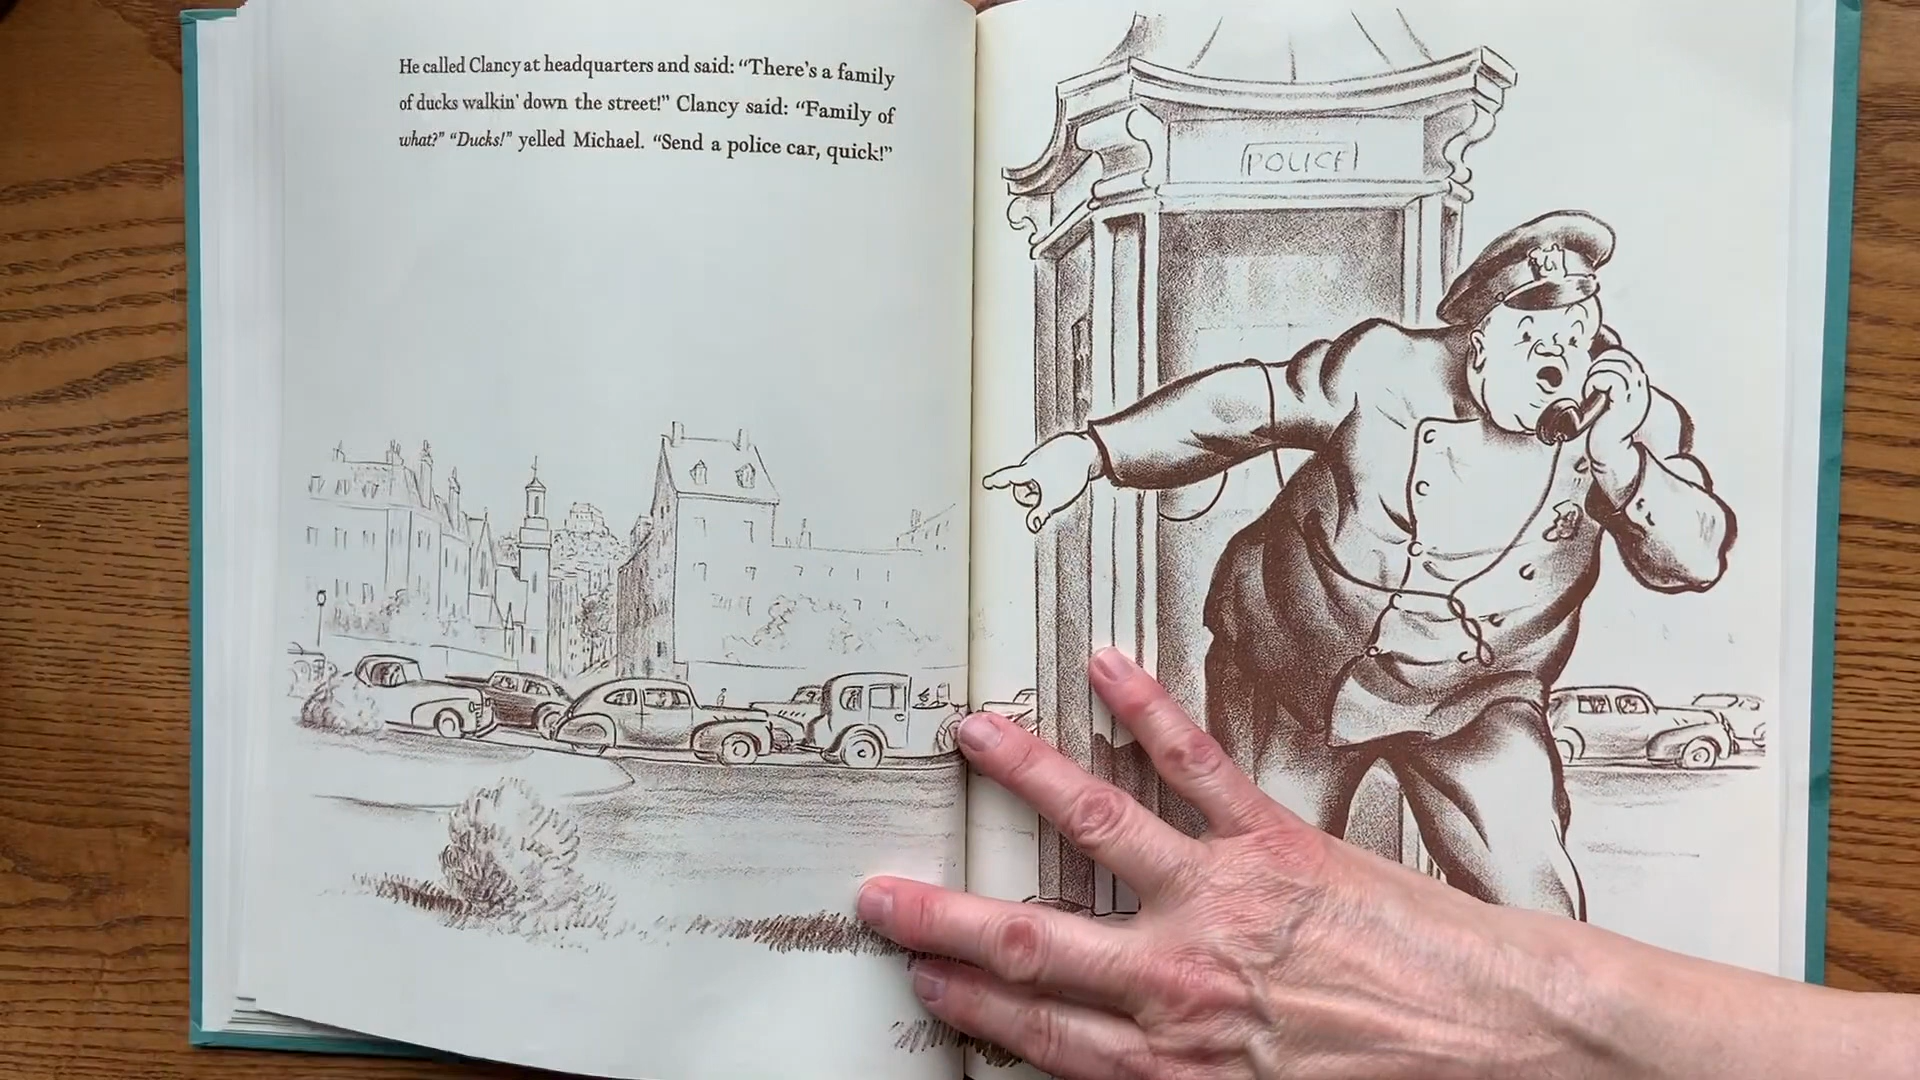 He called Clancy at headquarters and said: “There’s a family
of ducks walkin’ down the street!” Clancy said: “Family of
what?” “Ducks!” yelled Michael. “Send a police car, quick!”
POLICE